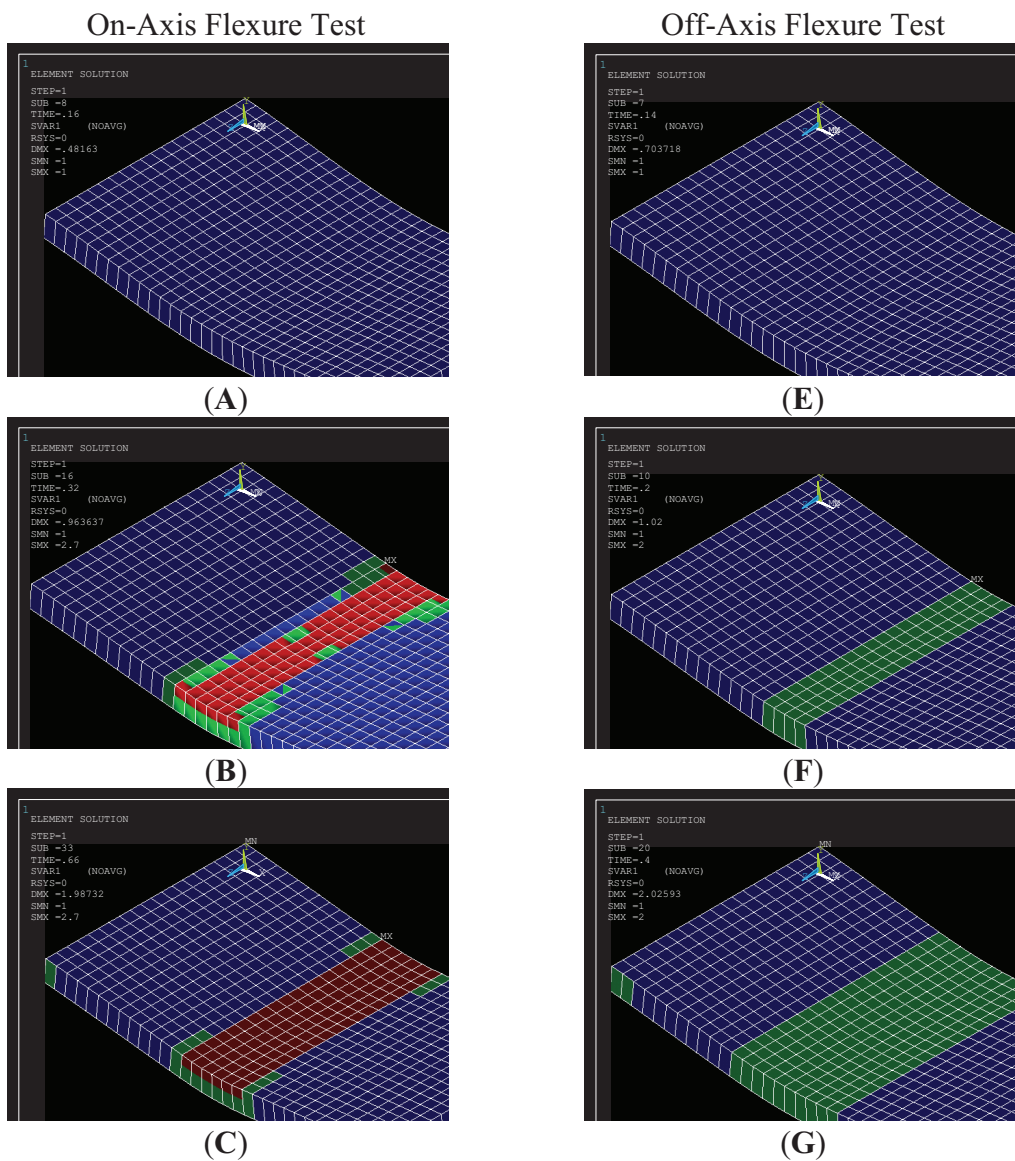 On-Axis Flexure Test
Off-Axis Flexure Test
1
ELEMENT SOLUTION
STEP=1
SUB =8
TIME=.16
SVAR1 (NOAVG)
RSYS=0
DMX =.48163
SMN =1
SMX =1
Y
(A)
1
ELEMENT SOLUTION
STEP=1
SUB =7
TIME=.14
SVAR1 (NOAVG)
RSYS=0
DMX =.703718
SMN =1
SMX =1
Y
(E)
1
ELEMENT SOLUTION
STEP=1
SUB =16
TIME=.32
SVAR1 (NOAVG)
RSYS=0
DMX =.963637
SMN =1
SMX =2.7
Y
MX
(B)
1
ELEMENT SOLUTION
STEP=1
SUB =10
TIME=.2
SVAR1 (NOAVG)
RSYS=0
DMX =1.02
SMN =1
SMX =2
Y
MX
(F)
1
ELEMENT SOLUTION
STEP=1
SUB =33
TIME=.66
SVAR1 (NOAVG)
RSYS=0
DMX =1.98732
SMN =1
SMX =2.7
MN
Y
X
MX
(C)
1
ELEMENT SOLUTION
STEP=1
SUB =20
TIME=.4
SVAR1 (NOAVG)
RSYS=0
DMX =2.02593
SMN =1
SMX =2
MN
Y
(G)